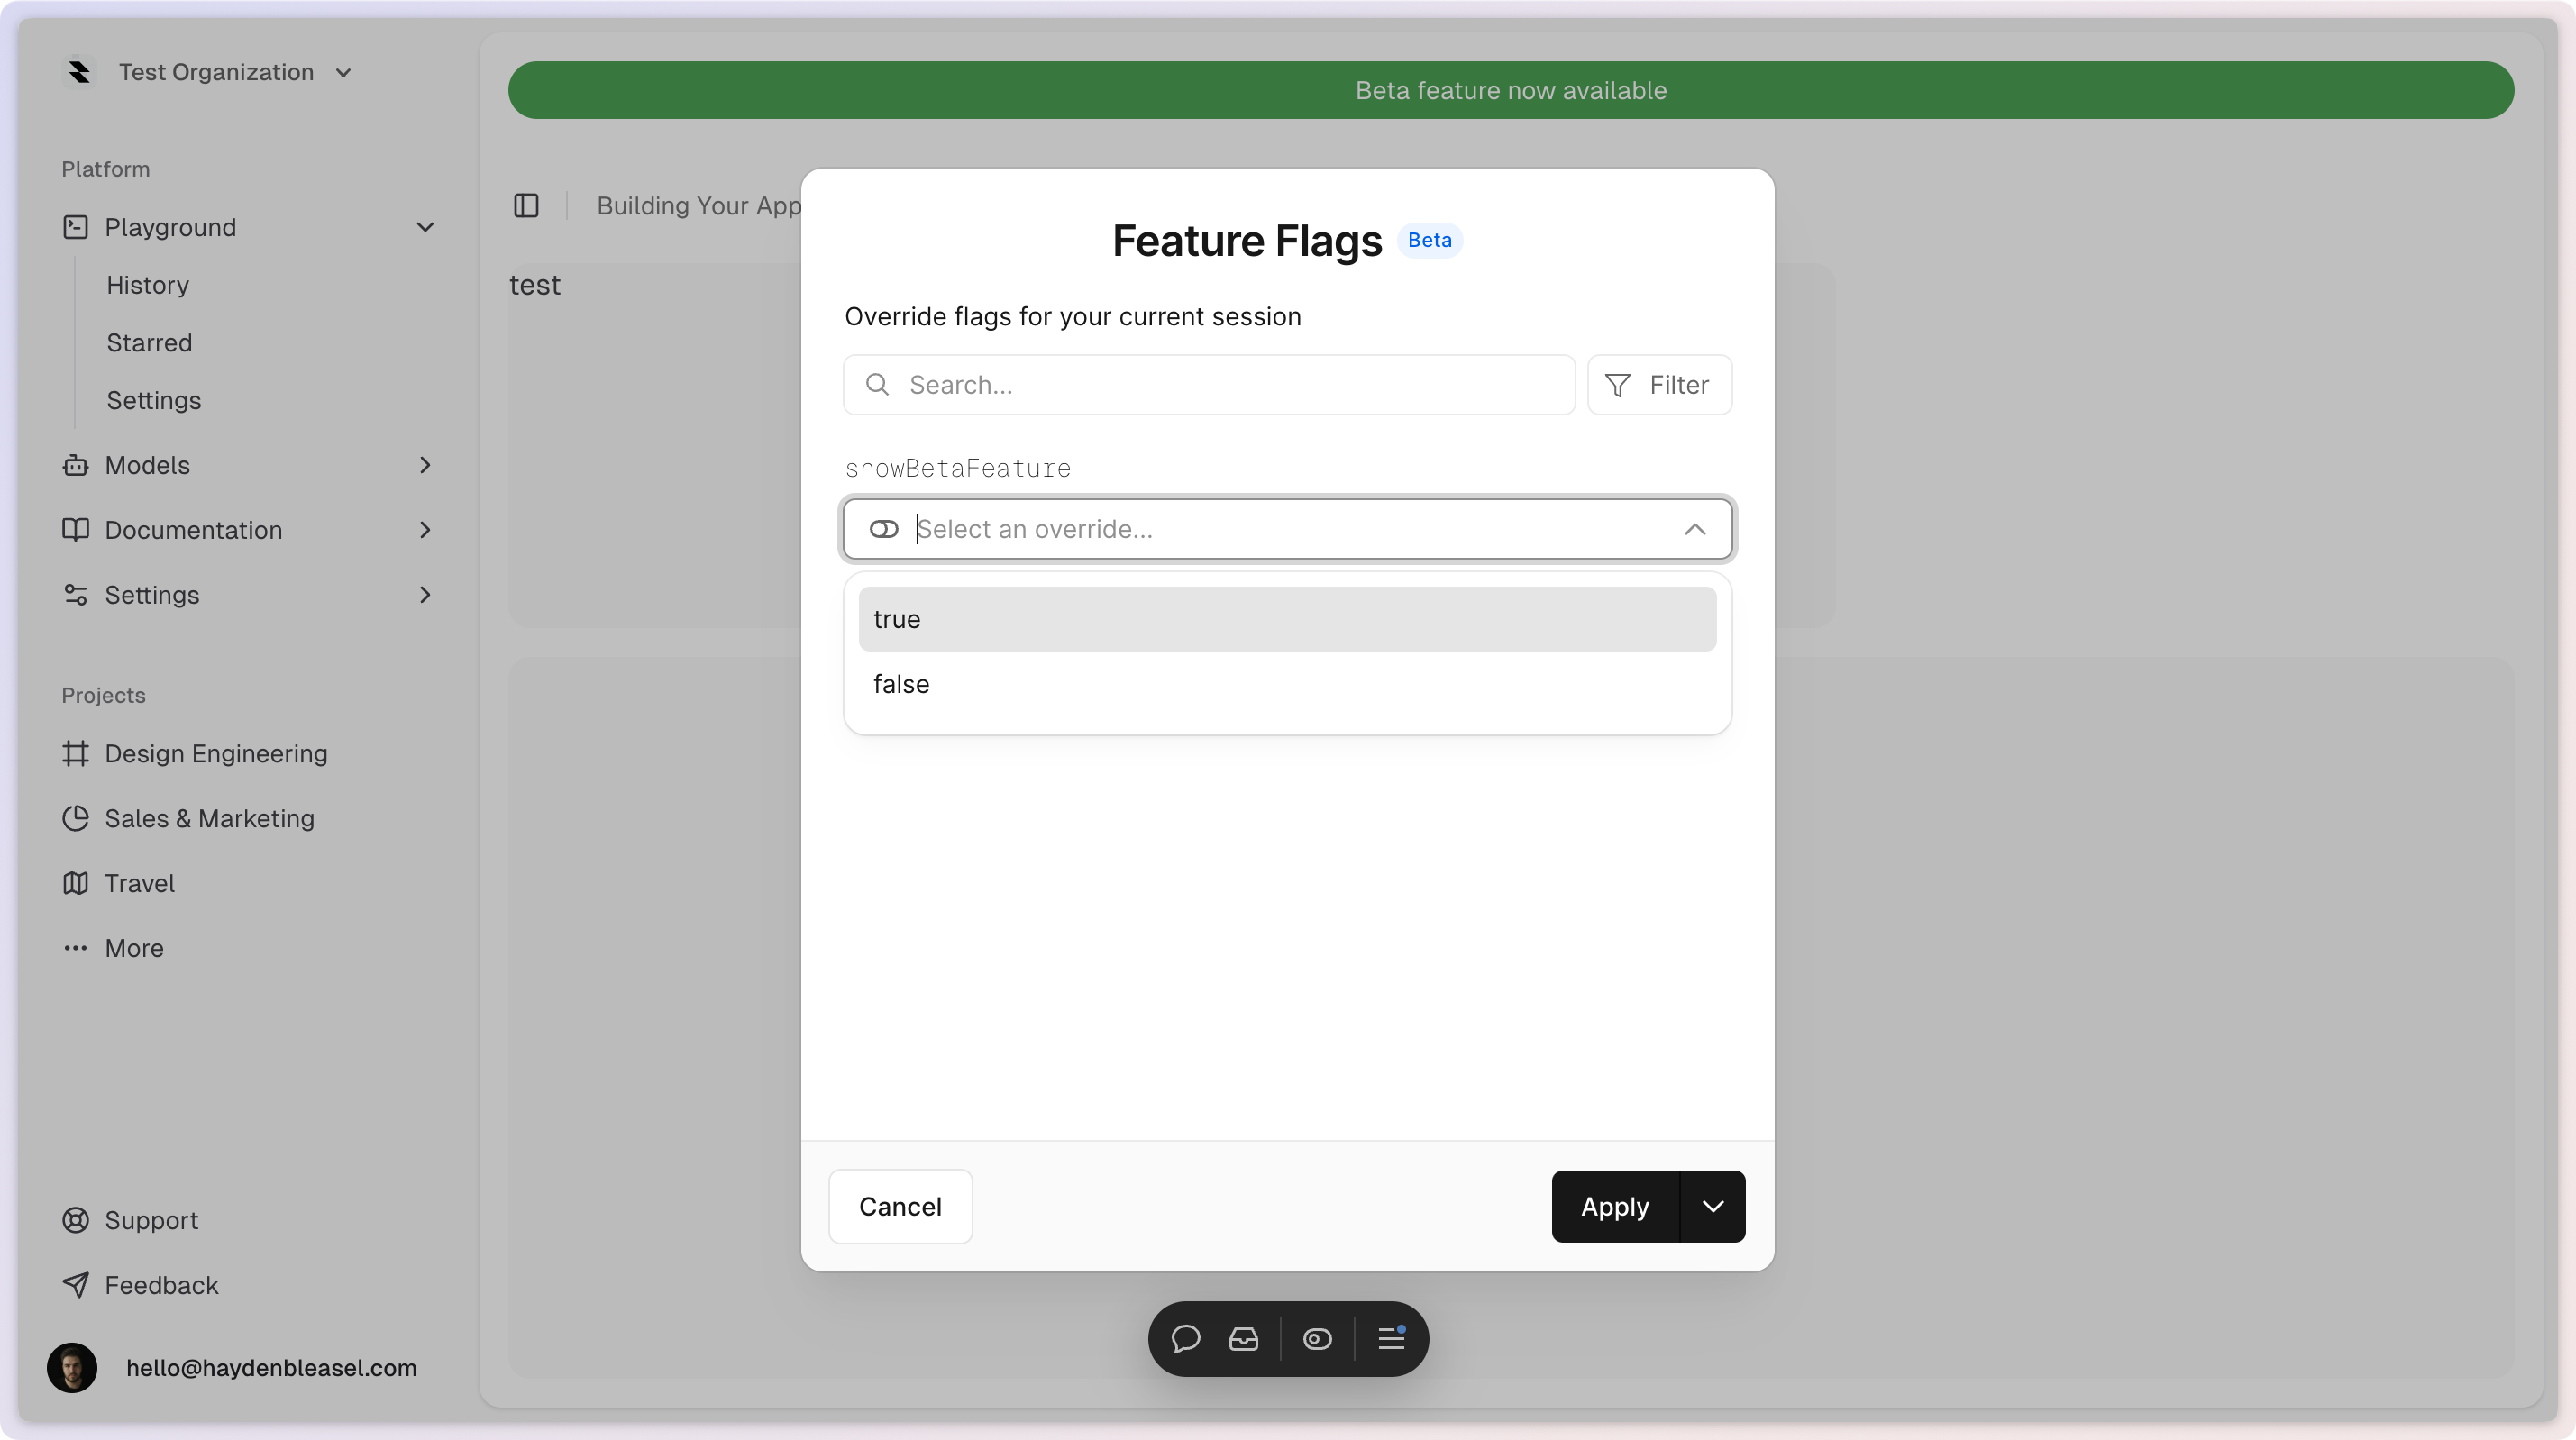 Test Organization
Platform
Playground
History
Starred
Settings
Models
Documentation
Settings
Projects
Design Engineering
Sales & Marketing
Travel
More
Support
Feedback
hello@haydenbleasel.com
Beta feature now available
Building Your App
test
Feature Flags Beta
Override flags for your current session
Search...
Filter
showBetaFeature
Select an override...
true
false
Cancel
Apply